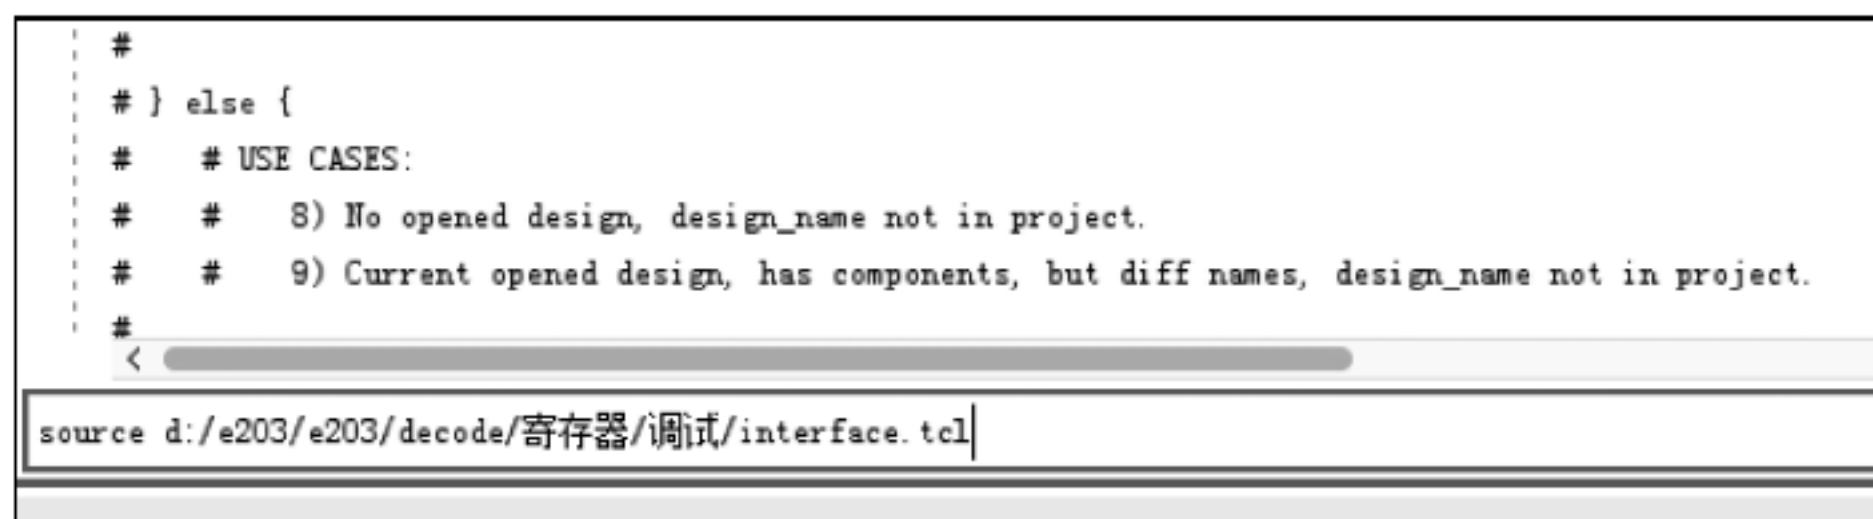 #
# } else {
#    # USE CASES:
#    #    8) No opened design, design_name not in project.
#    #    9) Current opened design, has components, but diff names, design_name not in project.
#
source d:/e203/e203/decode/寄存器/调试/interface.tcl